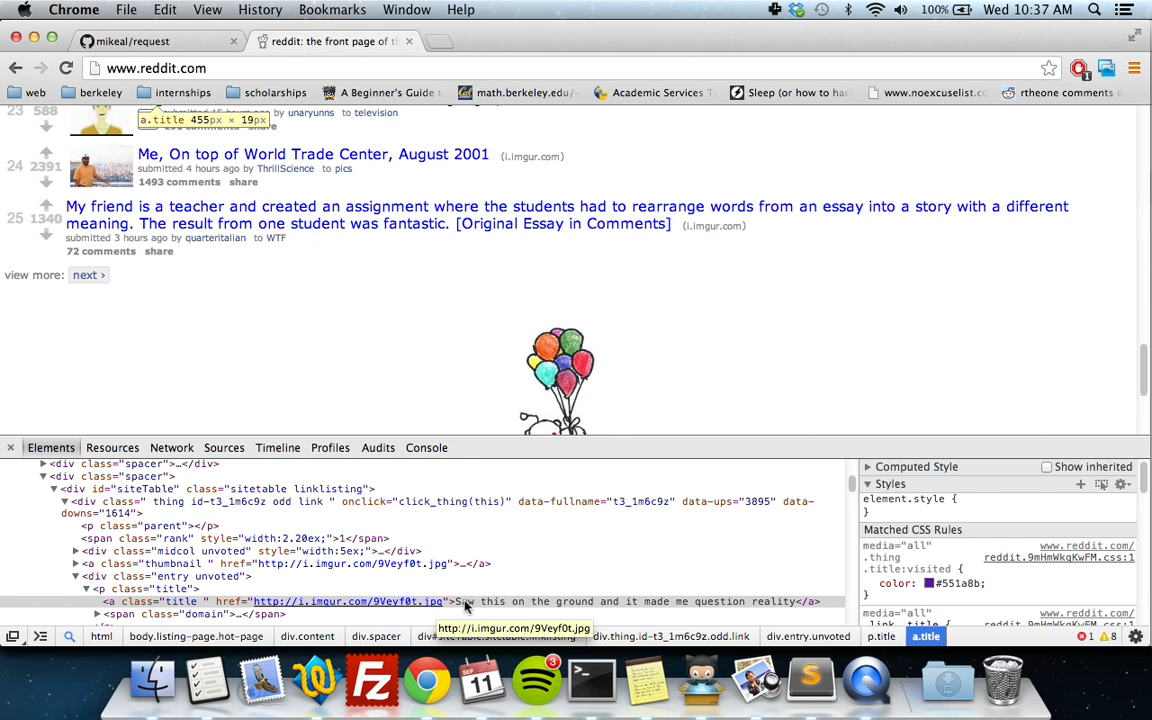 Chrome File Edit View History Bookmarks Window Help 100% Wed 10:37 AM
mikeal/request × reddit: the front page of th ×
www.reddit.com 1
web berkeley internships scholarships A Beginner's Guide t math.berkeley.edu/ Academic Services Sleep (or how to hac www.noexcuselist.co rtheone comments o
23 588 unaryunns to television
a.title 455px × 19px
share
24 2391 Me, On top of World Trade Center, August 2001 (i.imgur.com)
submitted 4 hours ago by ThrillScience to pics
1493 comments share
25 1340 My friend is a teacher and created an assignment where the students had to rearrange words from an essay into a story with a different
meaning. The result from one student was fantastic. [Original Essay in Comments] (i.imgur.com)
submitted 3 hours ago by quarteritalian to WTF
72 comments share
view more: next ›
× Elements Resources Network Sources Timeline Profiles Audits Console
<div class="spacer">…</div>
<div class="spacer">
<div id="siteTable" class="sitetable linklisting">
<div class=" thing id-t3_1m6c9z odd link " onclick="click_thing(this)" data-fullname="t3_1m6c9z" data-ups="3895" data-
downs="1614">
<p class="parent"></p>
<span class="rank" style="width:2.20ex;">1</span>
<div class="midcol unvoted" style="width:5ex;">…</div>
<a class="thumbnail " href="http://i.imgur.com/9Veyf0t.jpg">…</a>
<div class="entry unvoted">
<p class="title">
<a class="title " href="http://i.imgur.com/9Veyf0t.jpg">Saw this on the ground and it made me question reality</a>
<span class="domain">…</span>
http://i.imgur.com/9Veyf0t.jpg
Computed Style Show inherited
Styles
element.style {
}
Matched CSS Rules
media="all" www.reddit.com/
.thing reddit.9mHmWkqKwFM.css:1
.title:visited {
color: #551a8b;
}
media="all" www.reddit.com/
html body.listing-page.hot-page div.content div.spacer div.thing.id-t3_1m6c9z.odd.link div.entry.unvoted p.title a.title 1 8
SEP 11 3